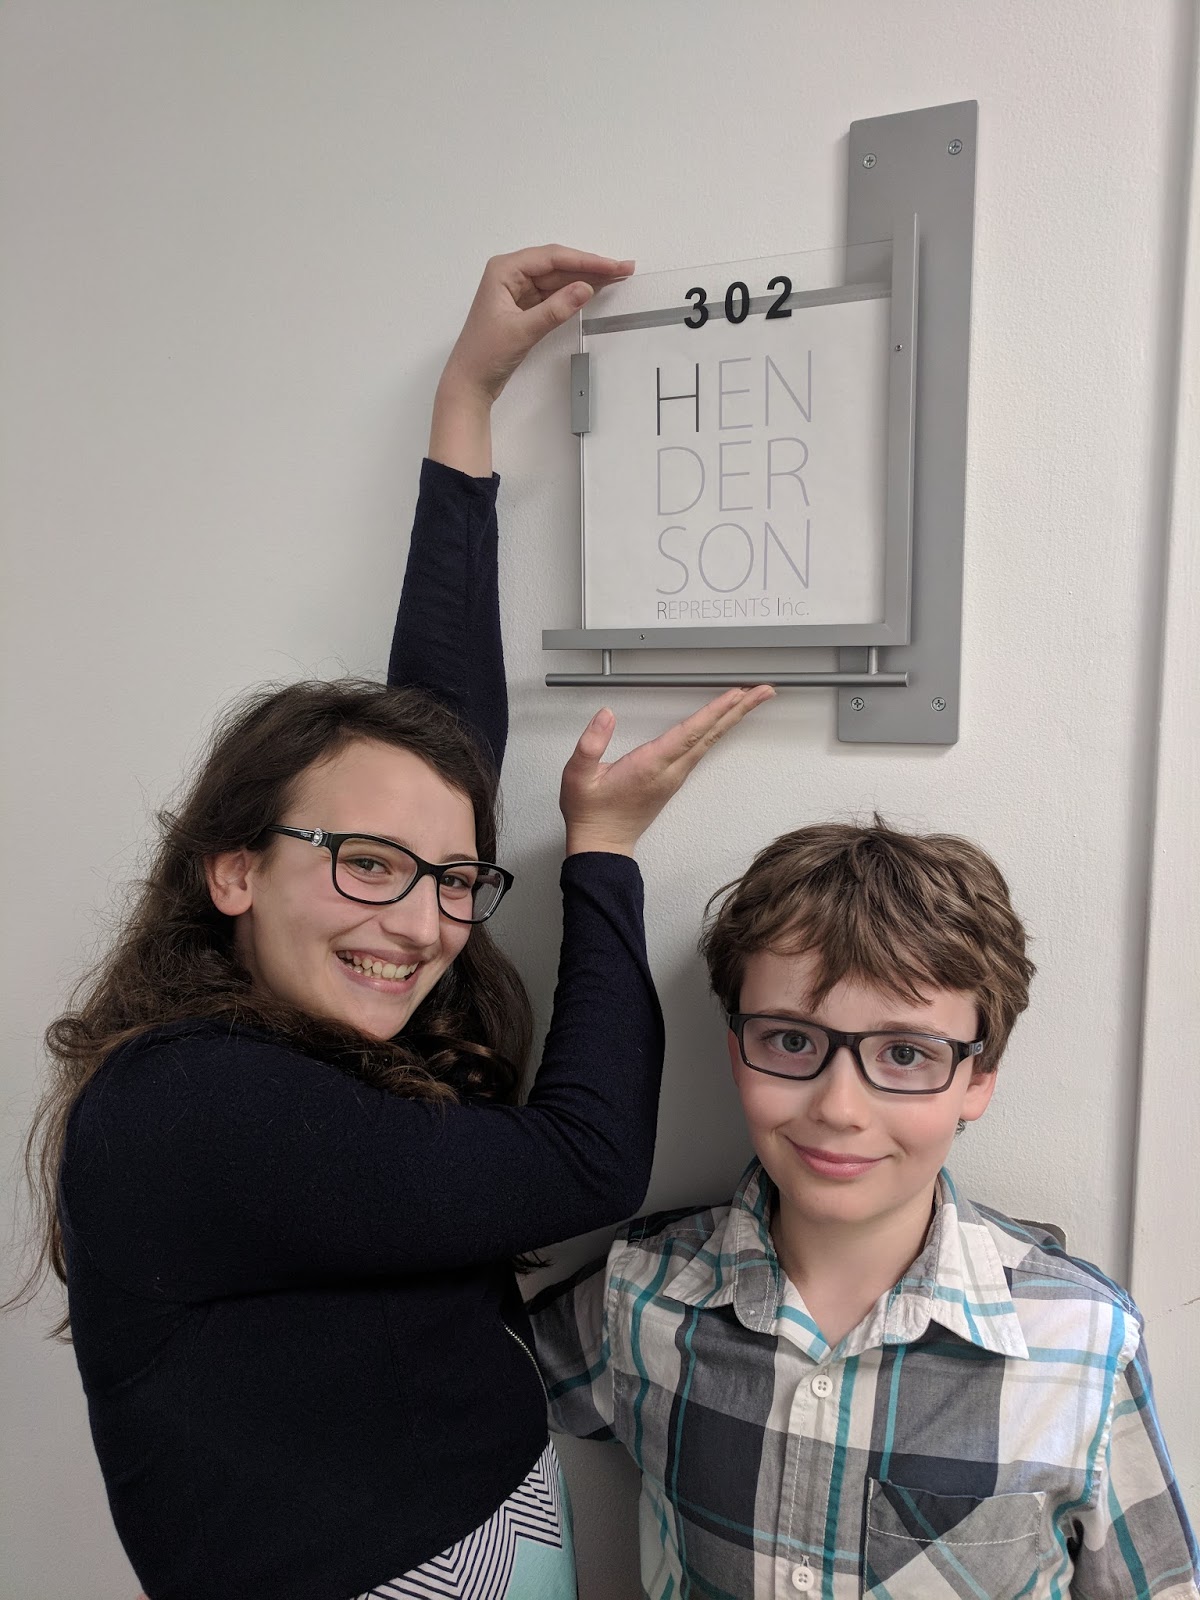 302
HEN
DER
SON
REPRESENTS Inc.